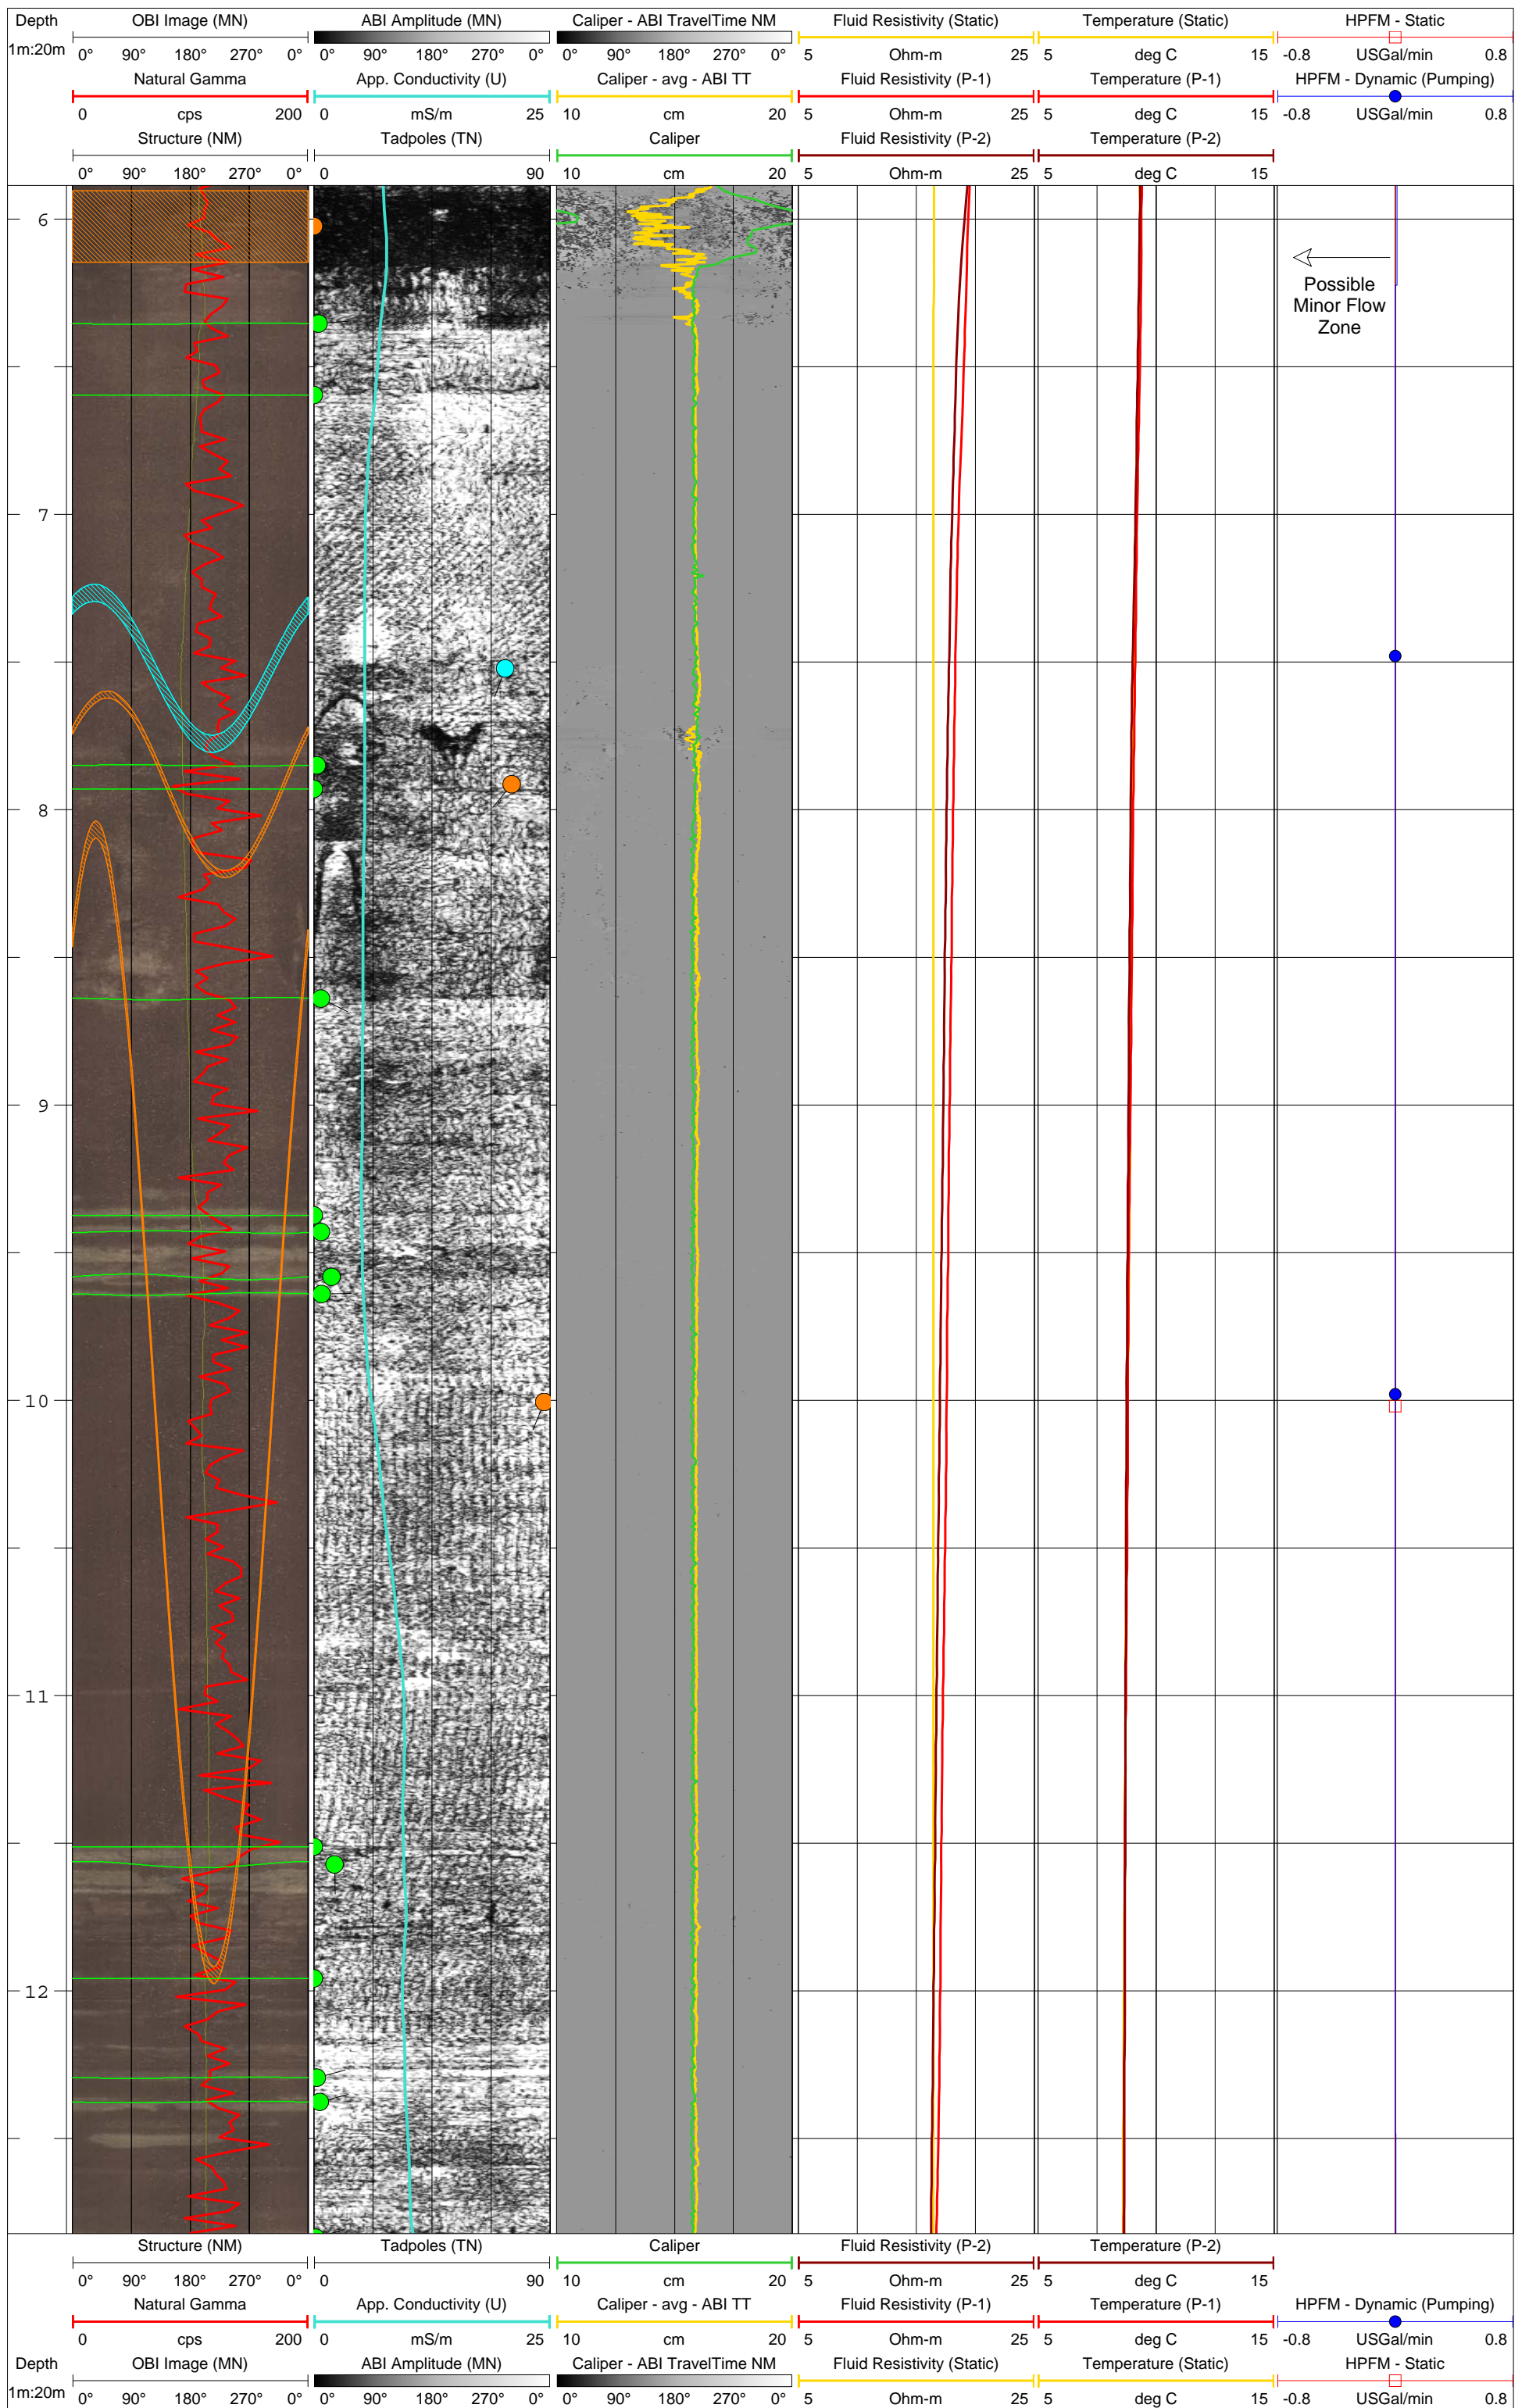 Depth OBI Image (MN) ABI Amplitude (MN) Caliper - ABI TravelTime NM Fluid Resistivity (Static) Temperature (Static) HPFM - Static
1m:20m 0° 90° 180° 270° 0° 0° 90° 180° 270° 0° 0° 90° 180° 270° 0° 5 Ohm-m 25 5 deg C 15 -0.8 USGal/min 0.8
Natural Gamma App. Conductivity (U) Caliper - avg - ABI TT Fluid Resistivity (P-1) Temperature (P-1) HPFM - Dynamic (Pumping)
0 cps 200 0 mS/m 25 10 cm 20 5 Ohm-m 25 5 deg C 15 -0.8 USGal/min 0.8
Structure (NM) Tadpoles (TN) Caliper Fluid Resistivity (P-2) Temperature (P-2)
0° 90° 180° 270° 0° 0 90 10 cm 20 5 Ohm-m 25 5 deg C 15
6
Possible
Minor Flow
Zone
7
8
9
10
11
12
Structure (NM) Tadpoles (TN) Caliper Fluid Resistivity (P-2) Temperature (P-2)
0° 90° 180° 270° 0° 0 90 10 cm 20 5 Ohm-m 25 5 deg C 15
Natural Gamma App. Conductivity (U) Caliper - avg - ABI TT Fluid Resistivity (P-1) Temperature (P-1) HPFM - Dynamic (Pumping)
0 cps 200 0 mS/m 25 10 cm 20 5 Ohm-m 25 5 deg C 15 -0.8 USGal/min 0.8
Depth OBI Image (MN) ABI Amplitude (MN) Caliper - ABI TravelTime NM Fluid Resistivity (Static) Temperature (Static) HPFM - Static
1m:20m 0° 90° 180° 270° 0° 0° 90° 180° 270° 0° 0° 90° 180° 270° 0° 5 Ohm-m 25 5 deg C 15 -0.8 USGal/min 0.8